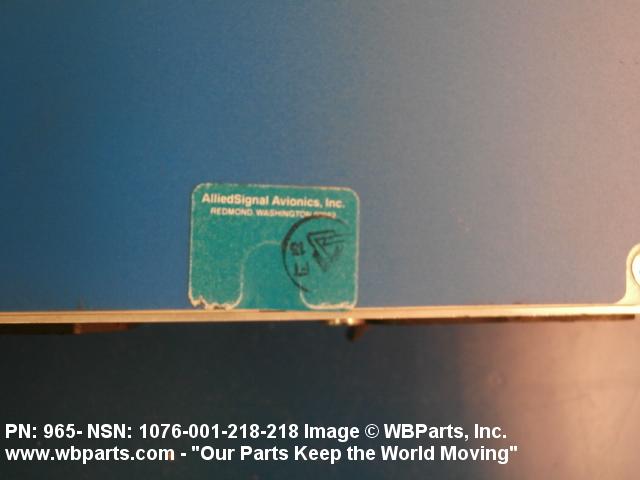 AlliedSignal Avionics, Inc.
REDMOND, WASHINGTON
PN: 965- NSN: 1076-001-218-218 Image © WBParts, Inc.
www.wbparts.com - "Our Parts Keep the World Moving"